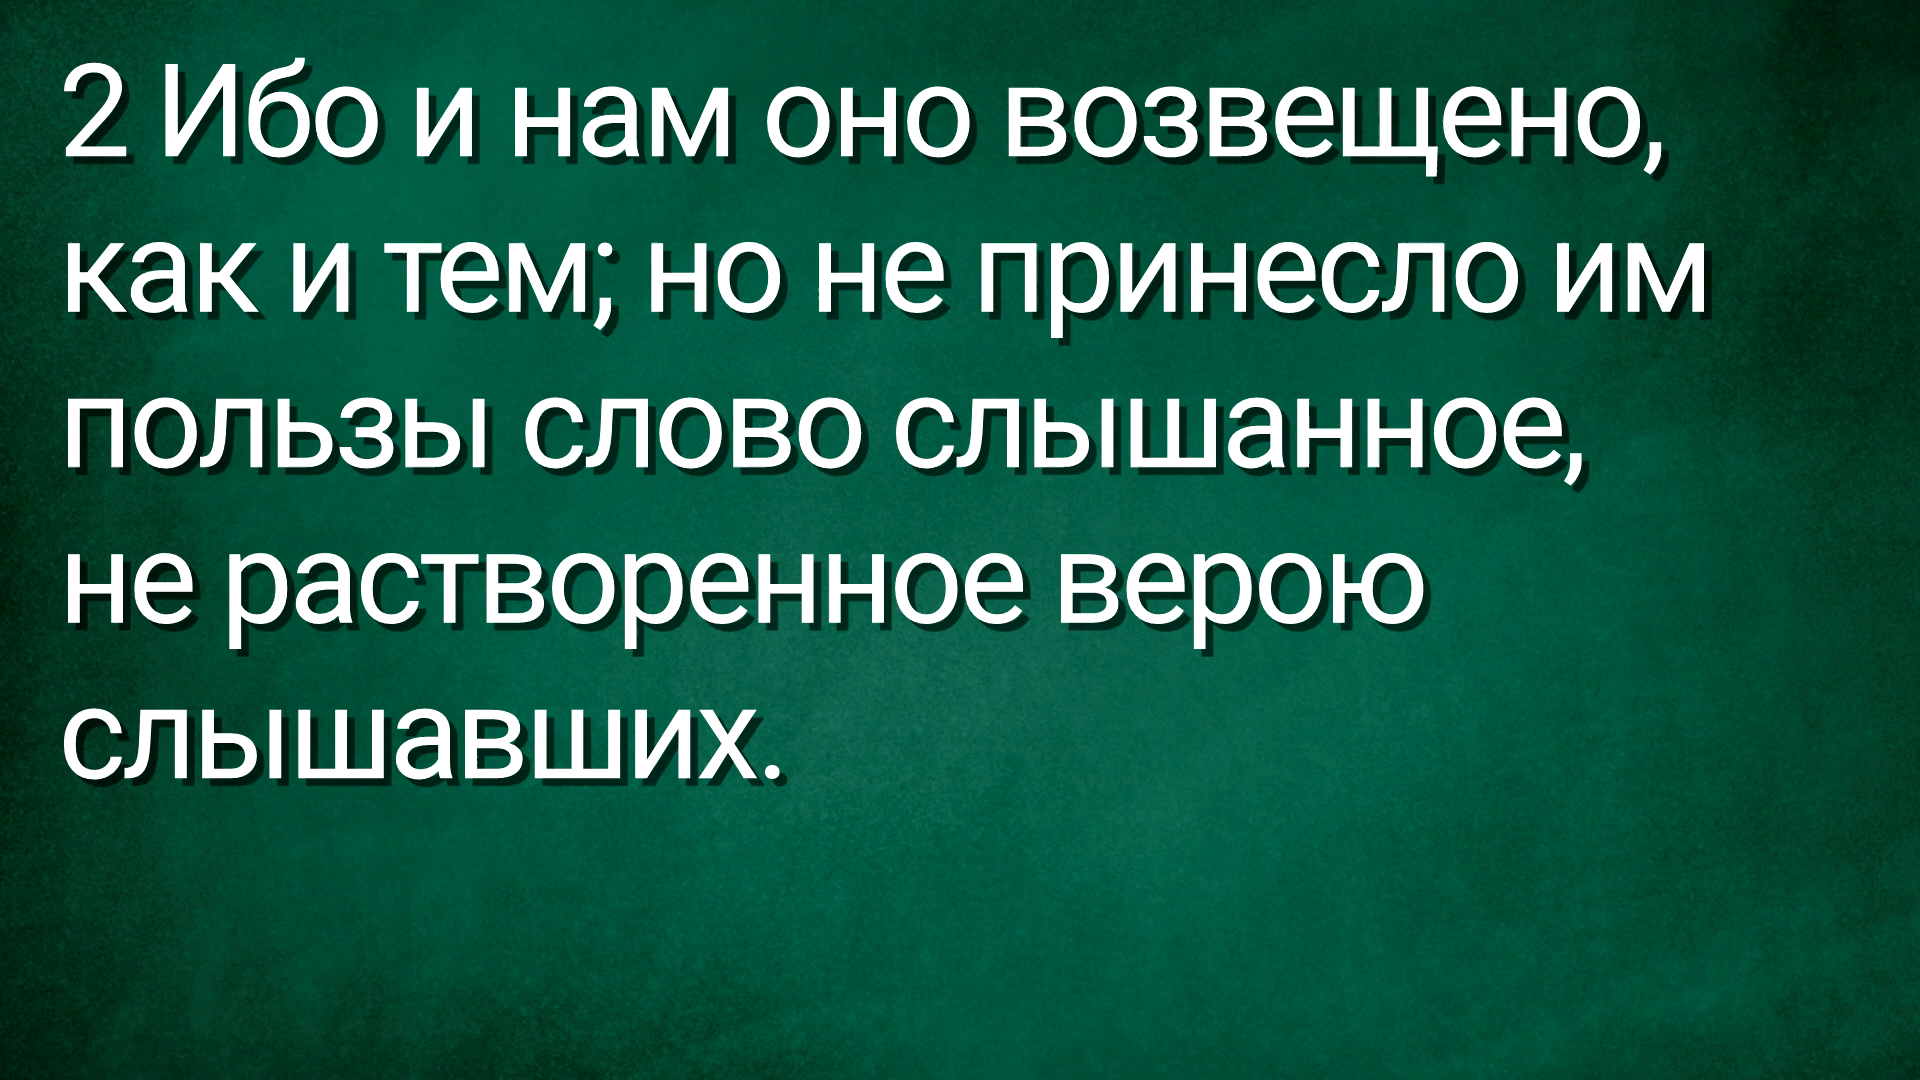 2 Ибо и нам оно возвещено,
как и тем; но не принесло им
пользы слово слышанное,
не растворенное верою
слышавших.